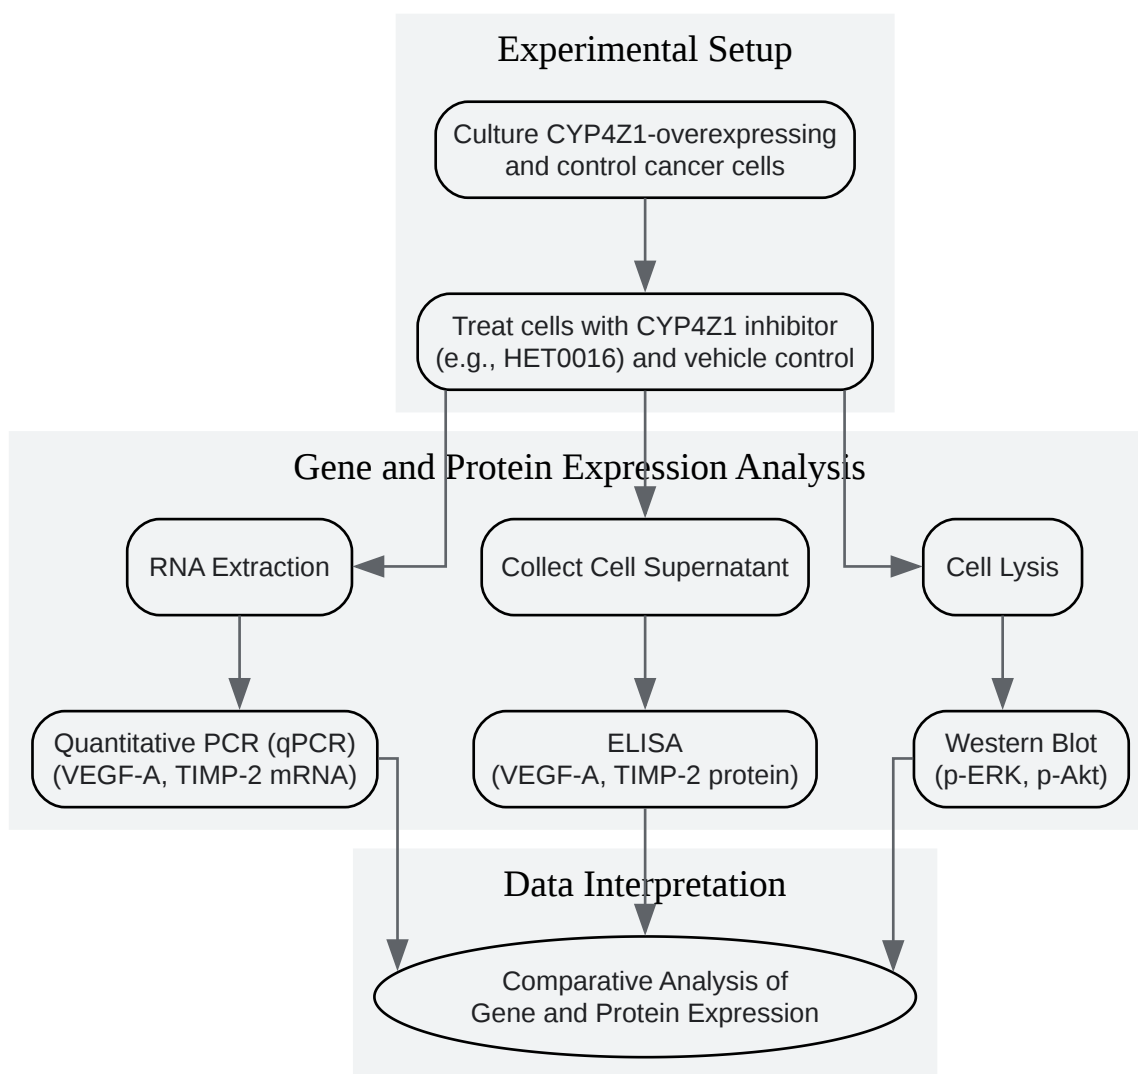 Experimental Setup
Culture CYP4Z1-overexpressing
and control cancer cells
Treat cells with CYP4Z1 inhibitor
(e.g., HET0016) and vehicle control
Gene and Protein Expression Analysis
RNA Extraction
Collect Cell Supernatant
Cell Lysis
Quantitative PCR (qPCR)
(VEGF-A, TIMP-2 mRNA)
ELISA
(VEGF-A, TIMP-2 protein)
Western Blot
(p-ERK, p-Akt)
Data Interpretation
Comparative Analysis of
Gene and Protein Expression